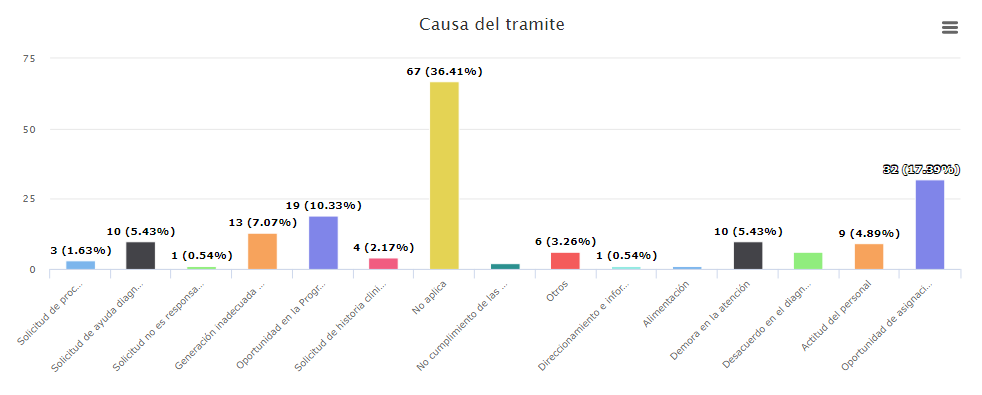 Causa del tramite
75
50
25
0
3 (1.63%)
10 (5.43%)
1 (0.54%)
13 (7.07%)
19 (10.33%)
4 (2.17%)
67 (36.41%)
6 (3.26%)
1 (0.54%)
10 (5.43%)
9 (4.89%)
32 (17.39%)
Solicitud de proc...
Solicitud de ayuda diagn...
Solicitud no es responsa...
Generación inadecuada ...
Oportunidad en la Progr...
Solicitud de historia clini...
No aplica
No cumplimiento de las ...
Otros
Direccionamiento e infor...
Alimentación
Demora en la atención
Desacuerdo en el diagn...
Actitud del personal
Oportunidad de asignaci...